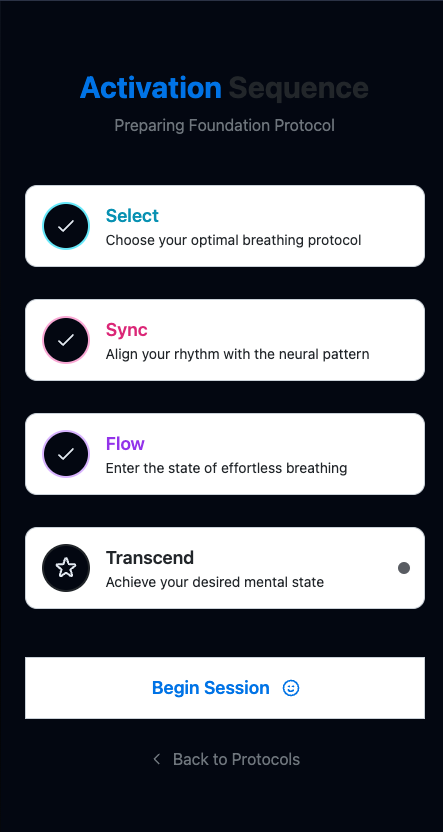 Activation Sequence
Preparing Foundation Protocol
Select
Choose your optimal breathing protocol
Sync
Align your rhythm with the neural pattern
Flow
Enter the state of effortless breathing
Transcend
Achieve your desired mental state
Begin Session
Back to Protocols